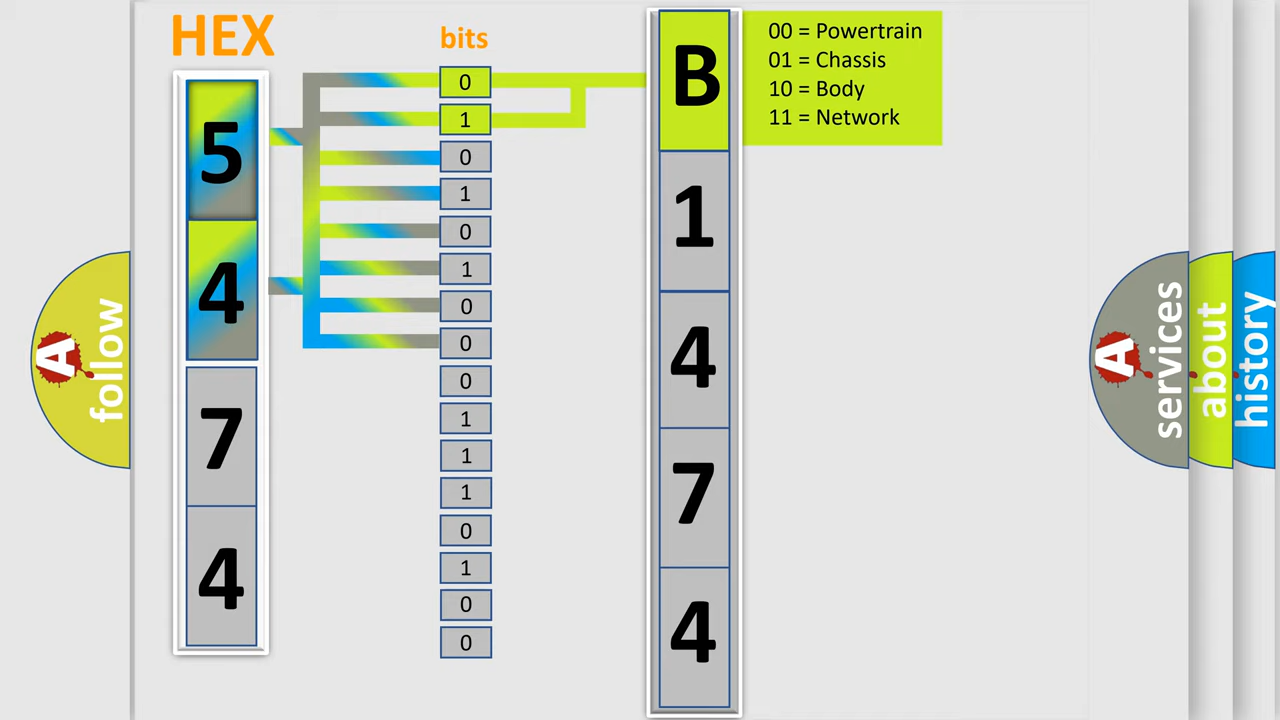 HEX
bits
5
4
7
4
0
1
0
1
0
1
0
0
0
1
1
1
0
1
0
0
B
1
4
7
4
00 = Powertrain
01 = Chassis
10 = Body
11 = Network
A follow
A services
about
history